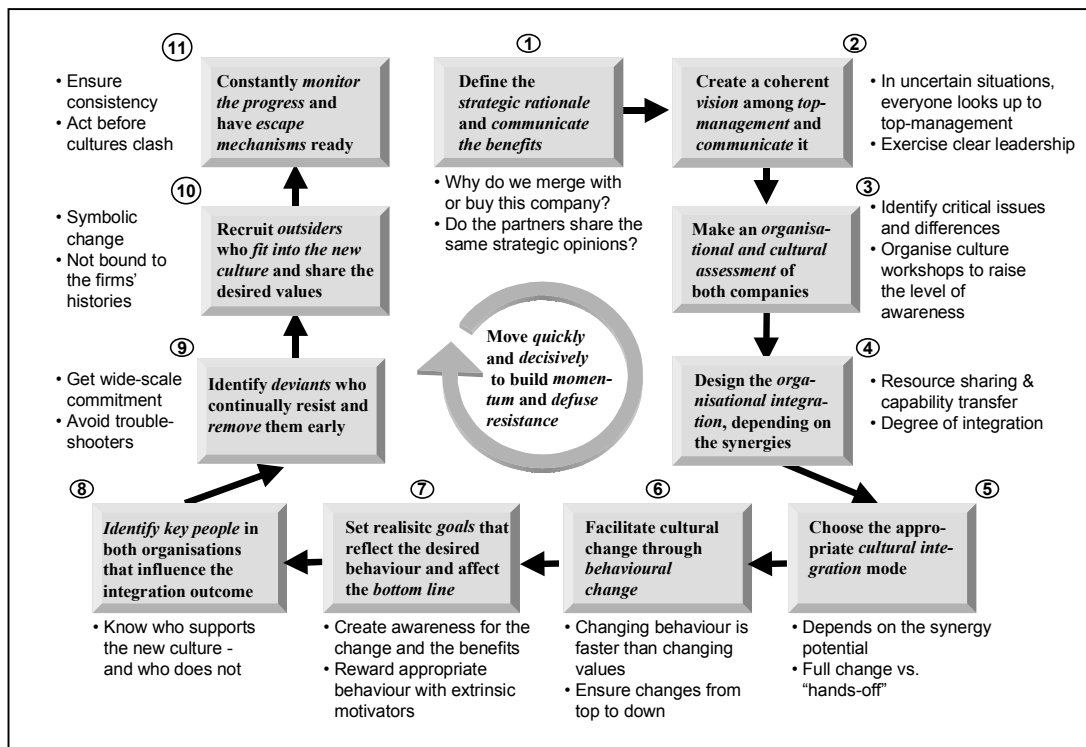 1
Define the
strategic rationale
and communicate
the benefits
• Why do we merge with
or buy this company?
• Do the partners share the
same strategic opinions?
2
Create a coherent
vision among top-
management and
communicate it
• In uncertain situations,
everyone looks up to
top-management
• Exercise clear leadership
3
Make an organisa-
tional and cultural
assessment of
both companies
• Identify critical issues
and differences
• Organise culture
workshops to raise
the level of
awareness
4
Design the orga-
nisational integra-
tion, depending on
the synergies
• Resource sharing &
capability transfer
• Degree of integration
5
Choose the appro-
priate cultural inte-
gration mode
• Depends on the synergy
potential
• Full change vs.
“hands-off”
6
Facilitate cultural
change through
behavioural
change
• Changing behaviour is
faster than changing
values
• Ensure changes from
top to down
7
Set realisitc goals that
reflect the desired
behaviour and affect
the bottom line
• Create awareness for the
change and the benefits
• Reward appropriate
behaviour with extrinsic
motivators
8
Identify key people in
both organisations
that influence the
integration outcome
• Know who supports
the new culture -
and who does not
9
Identify deviants who
continually resist and
remove them early
• Get wide-scale
commitment
• Avoid trouble-
shooters
10
Recruit outsiders
who fit into the new
culture and share the
desired values
• Symbolic
change
• Not bound to
the firms’
histories
11
Constantly monitor
the progress and
have escape
mechanisms ready
• Ensure
consistency
• Act before
cultures clash
Move quickly
and decisively
to build momen-
tum and defuse
resistance